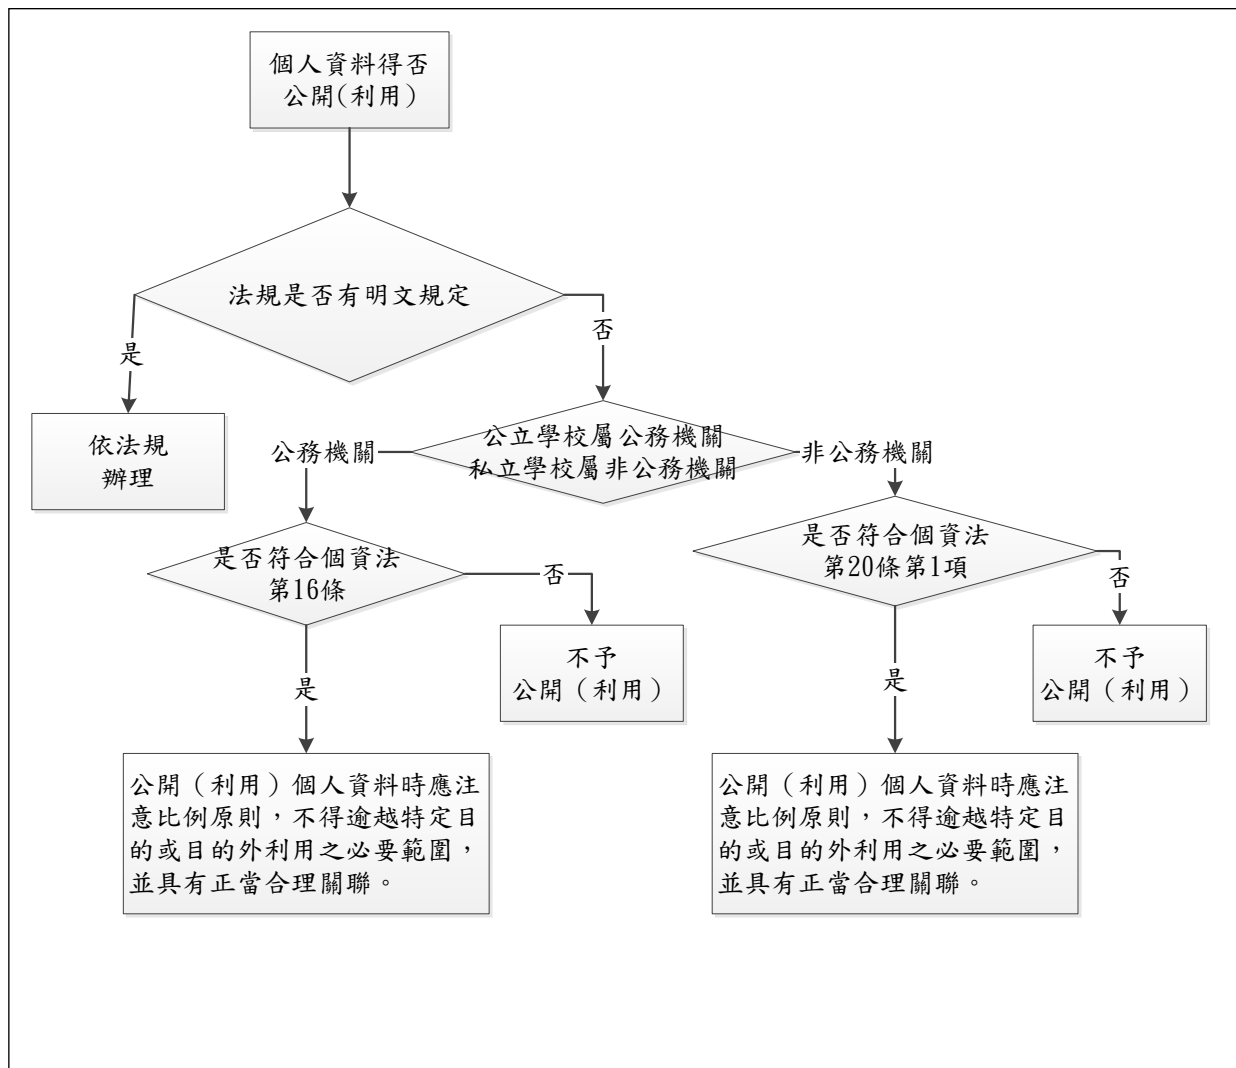 個人資料得否
公開(利用)
法規是否有明文規定
是
否
依法規
辦理
公立學校屬公務機關
私立學校屬非公務機關
公務機關
非公務機關
是否符合個資法
第16條
否
是否符合個資法
第20條第1項
否
不予
公開（利用）
不予
公開（利用）
是
是
公開（利用）個人資料時應注
意比例原則，不得逾越特定目
的或目的外利用之必要範圍，
並具有正當合理關聯。
公開（利用）個人資料時應注
意比例原則，不得逾越特定目
的或目的外利用之必要範圍，
並具有正當合理關聯。